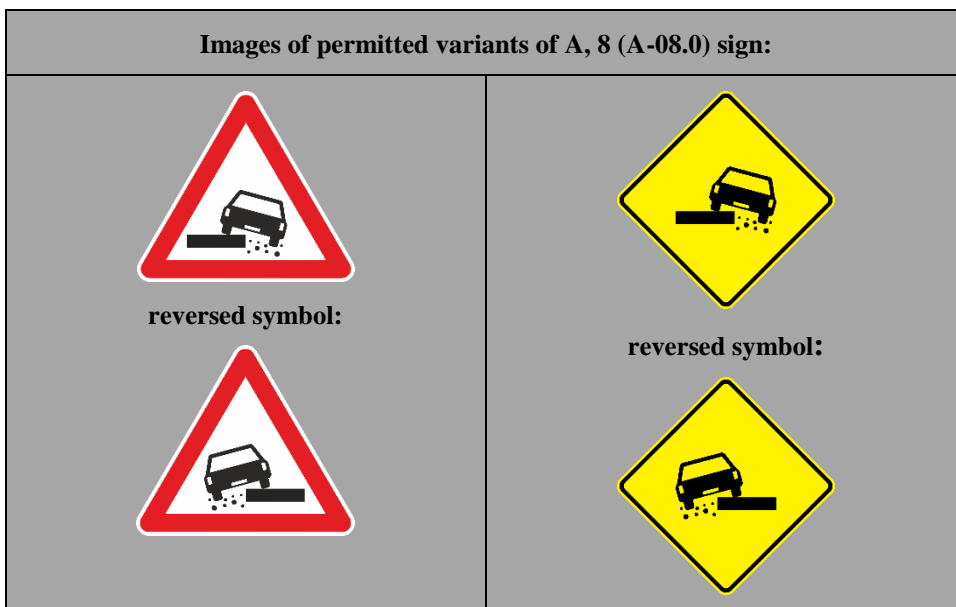 Images of permitted variants of A, 8 (A-08.0) sign:
reversed symbol:
reversed symbol: